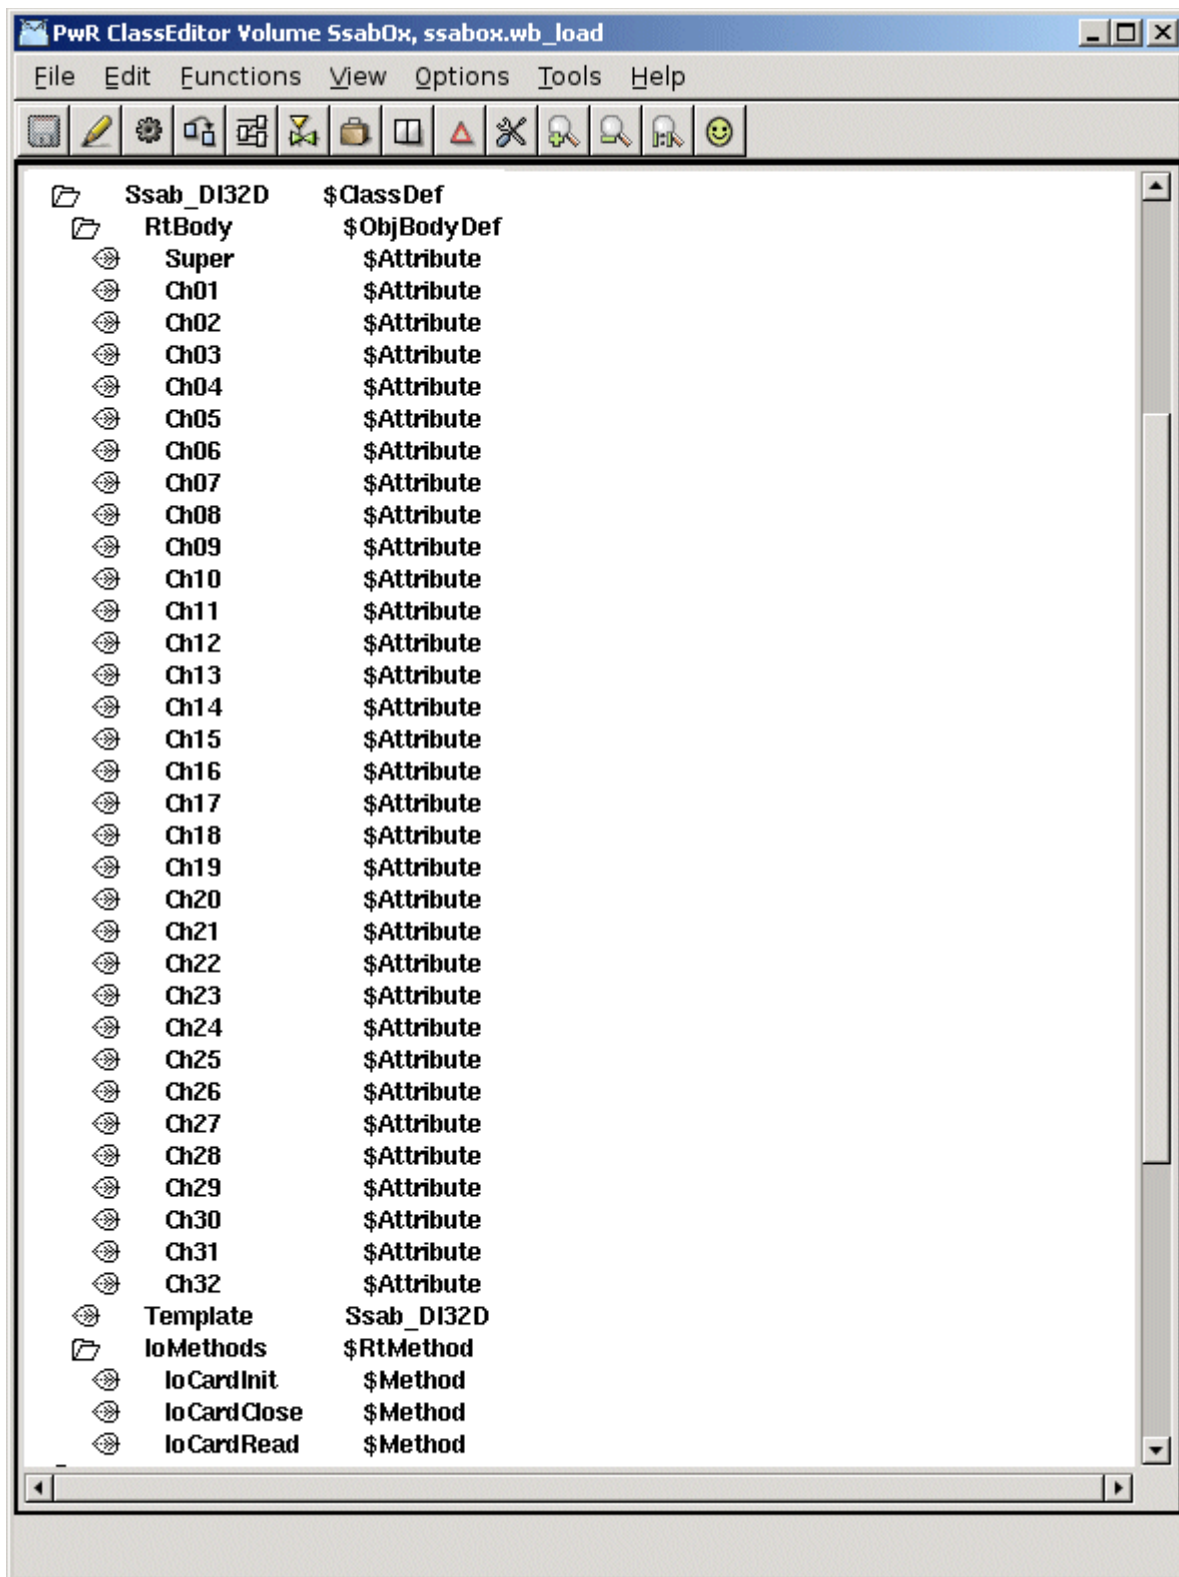 PwR ClassEditor Volume SsabOx, ssabox.wb_load
File Edit Functions View Options Tools Help
Ssab_DI32D $ClassDef
RtBody $ObjBodyDef
Super $Attribute
Ch01 $Attribute
Ch02 $Attribute
Ch03 $Attribute
Ch04 $Attribute
Ch05 $Attribute
Ch06 $Attribute
Ch07 $Attribute
Ch08 $Attribute
Ch09 $Attribute
Ch10 $Attribute
Ch11 $Attribute
Ch12 $Attribute
Ch13 $Attribute
Ch14 $Attribute
Ch15 $Attribute
Ch16 $Attribute
Ch17 $Attribute
Ch18 $Attribute
Ch19 $Attribute
Ch20 $Attribute
Ch21 $Attribute
Ch22 $Attribute
Ch23 $Attribute
Ch24 $Attribute
Ch25 $Attribute
Ch26 $Attribute
Ch27 $Attribute
Ch28 $Attribute
Ch29 $Attribute
Ch30 $Attribute
Ch31 $Attribute
Ch32 $Attribute
Template Ssab_DI32D
IoMethods $RtMethod
IoCardInit $Method
IoCardClose $Method
IoCardRead $Method